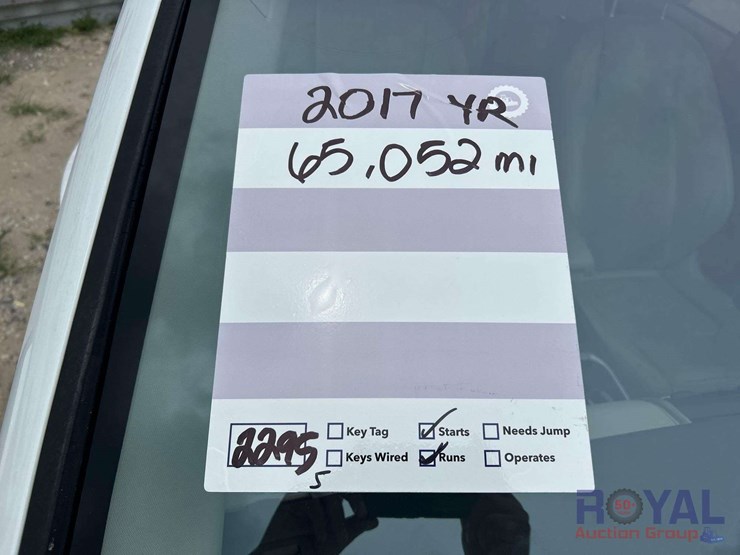 2017 YR
65,052 mi
2295
5
Key Tag
Starts
Needs Jump
Keys Wired
Runs
Operates
ROYAL
Auction Group